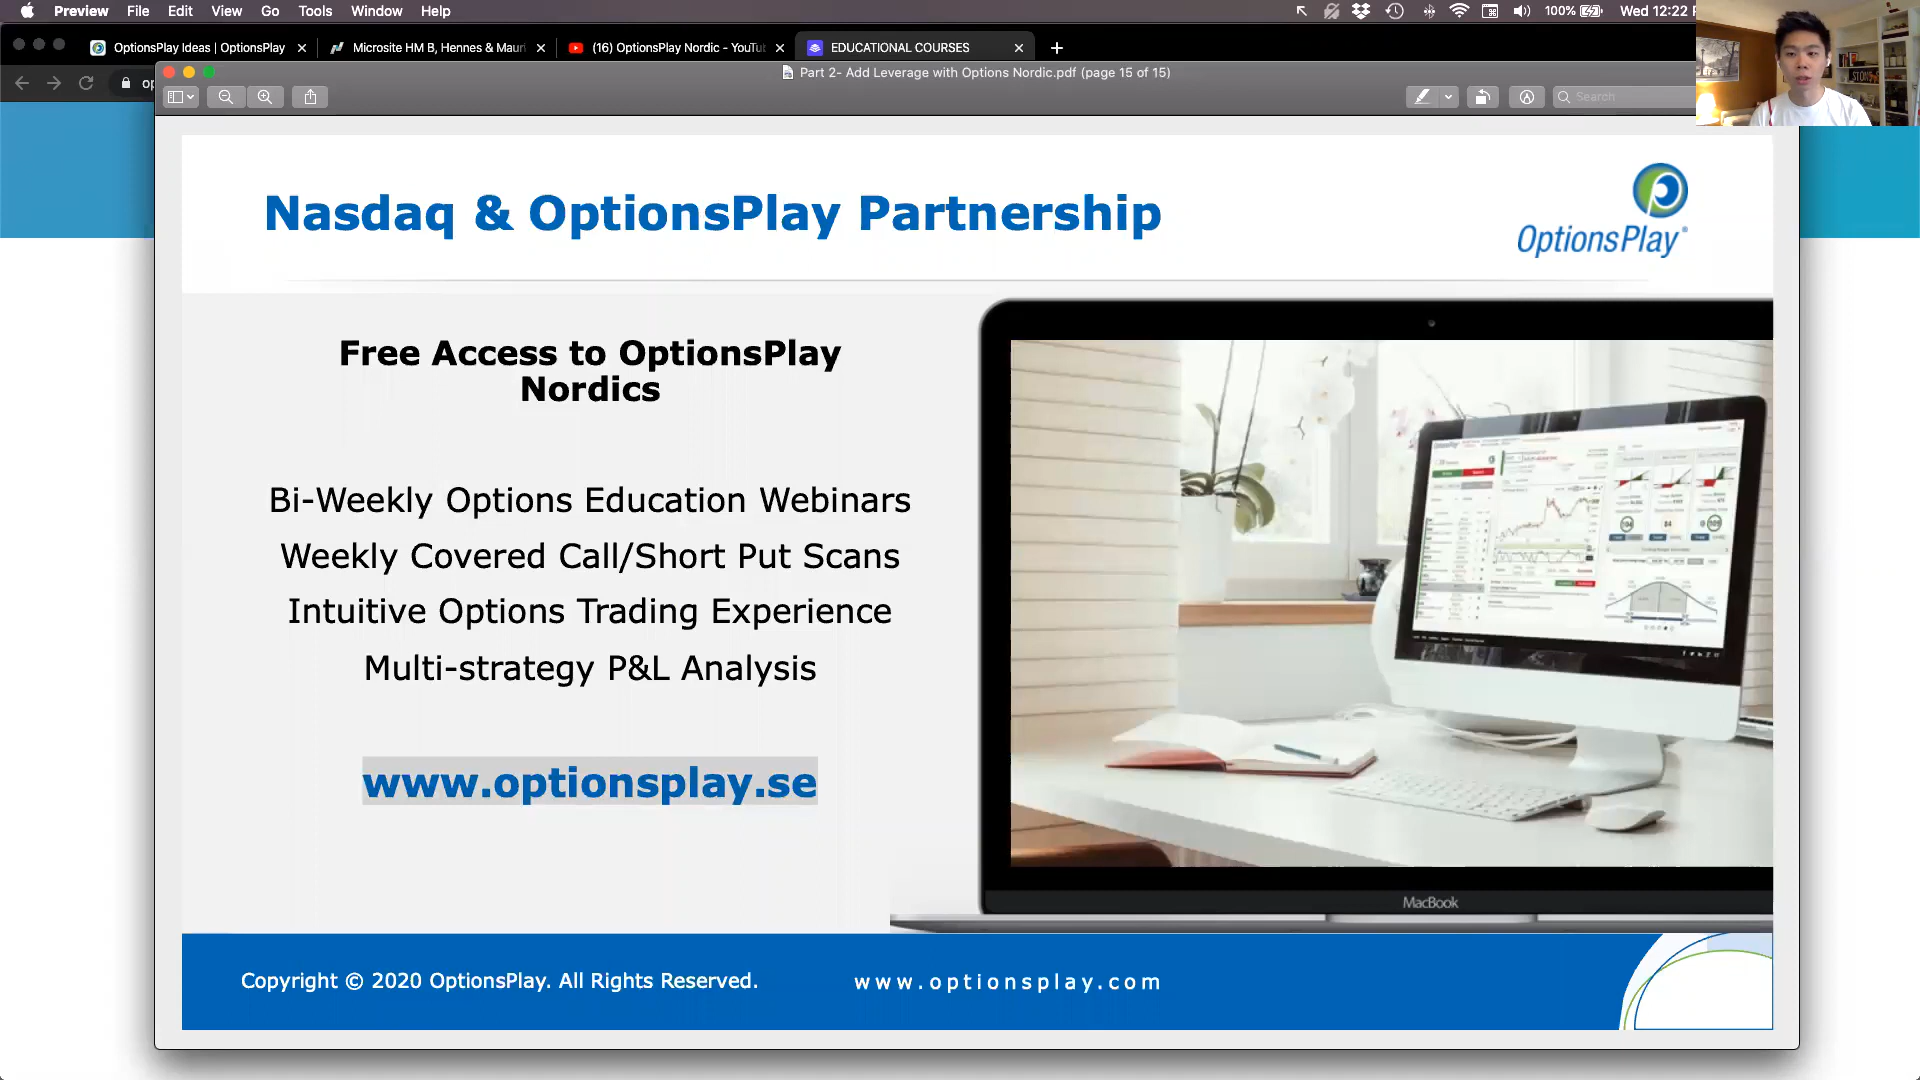 Preview File Edit View Go Tools Window Help 100% Wed 12:22
OptionsPlay Ideas | OptionsPlay Microsite HM B, Hennes & Mauri (16) OptionsPlay Nordic - YouTu EDUCATIONAL COURSES
Part 2- Add Leverage with Options Nordic.pdf (page 15 of 15)
op
Search
Nasdaq & OptionsPlay Partnership
OptionsPlay
Free Access to OptionsPlay
Nordics
Bi-Weekly Options Education Webinars
Weekly Covered Call/Short Put Scans
Intuitive Options Trading Experience
Multi-strategy P&L Analysis
www.optionsplay.se
MacBook
Copyright © 2020 OptionsPlay. All Rights Reserved. www.optionsplay.com